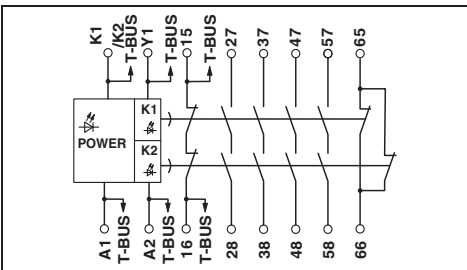 K1
/K2
T-BUS
Y1
T-BUS
15
T-BUS
27
37
47
57
65
K1
POWER
K2
A1
T-BUS
A2
T-BUS
16
T-BUS
28
38
48
58
66